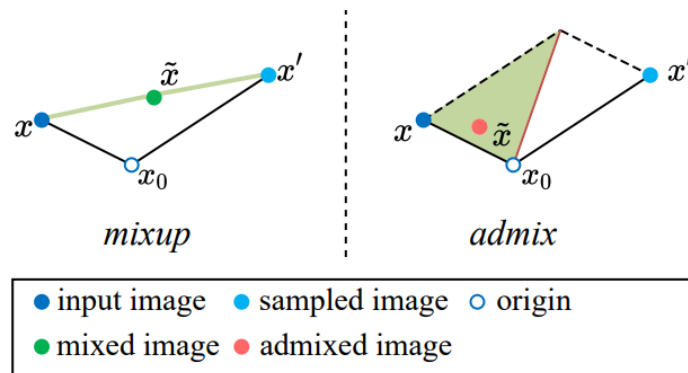 x x̃ x′ x₀
mixup
x x̃ x′ x₀
admix
input image sampled image origin
mixed image admixed image